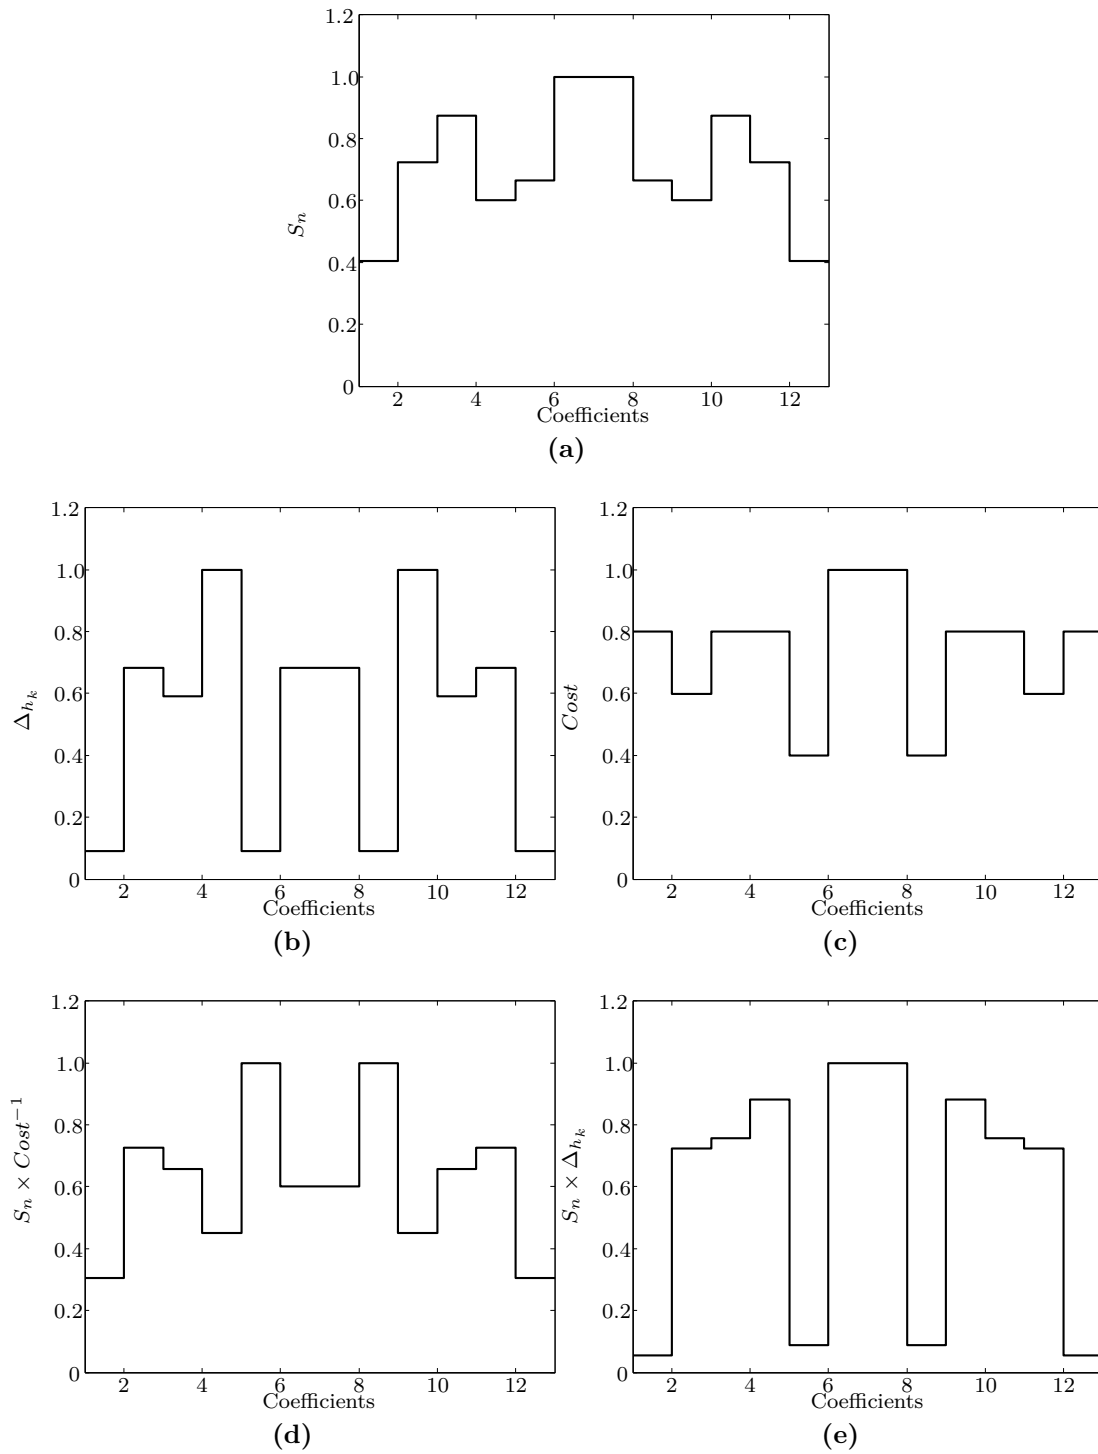 1.2
1.0
0.8
0.6
0.4
0.2
0
S_n
2 4 6 8 10 12
Coefficients
(a)
1.2
1.0
0.8
0.6
0.4
0.2
0
Δ_{h_k}
2 4 6 8 10 12
Coefficients
(b)
1.2
1.0
0.8
0.6
0.4
0.2
0
Cost
2 4 6 8 10 12
Coefficients
(c)
1.2
1.0
0.8
0.6
0.4
0.2
0
S_n × Cost^{-1}
2 4 6 8 10 12
Coefficients
(d)
1.2
1.0
0.8
0.6
0.4
0.2
0
S_n × Δ_{h_k}
2 4 6 8 10 12
Coefficients
(e)